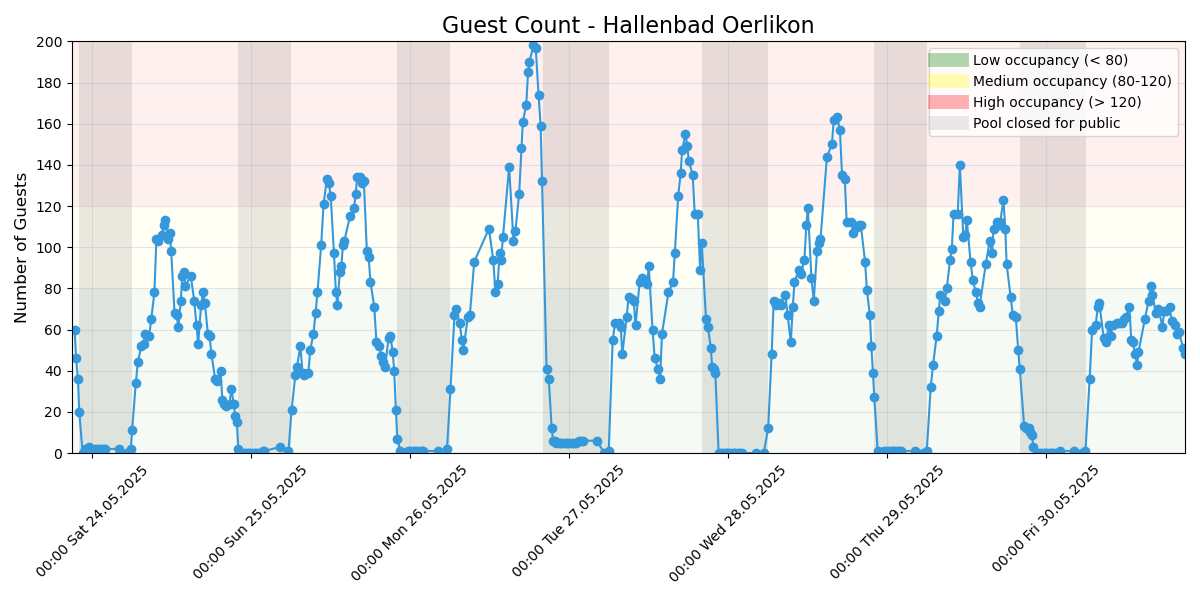 Guest Count - Hallenbad Oerlikon
Number of Guests
200
180
160
140
120
100
80
60
40
20
0
Low occupancy (< 80)
Medium occupancy (80-120)
High occupancy (> 120)
Pool closed for public
00:00 Sat 24.05.2025
00:00 Sun 25.05.2025
00:00 Mon 26.05.2025
00:00 Tue 27.05.2025
00:00 Wed 28.05.2025
00:00 Thu 29.05.2025
00:00 Fri 30.05.2025